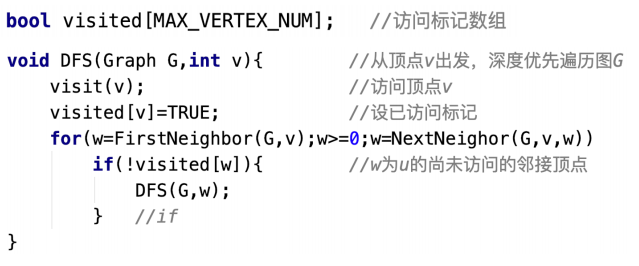 bool visited[MAX_VERTEX_NUM];   //访问标记数组
void DFS(Graph G,int v){        //从顶点v出发，深度优先遍历图G
    visit(v);                   //访问顶点v
    visited[v]=TRUE;            //设已访问标记
    for(w=FirstNeighbor(G,v);w>=0;w=NextNeighor(G,v,w))
        if(!visited[w]){        //w为u的尚未访问的邻接顶点
            DFS(G,w);
        }   //if
}